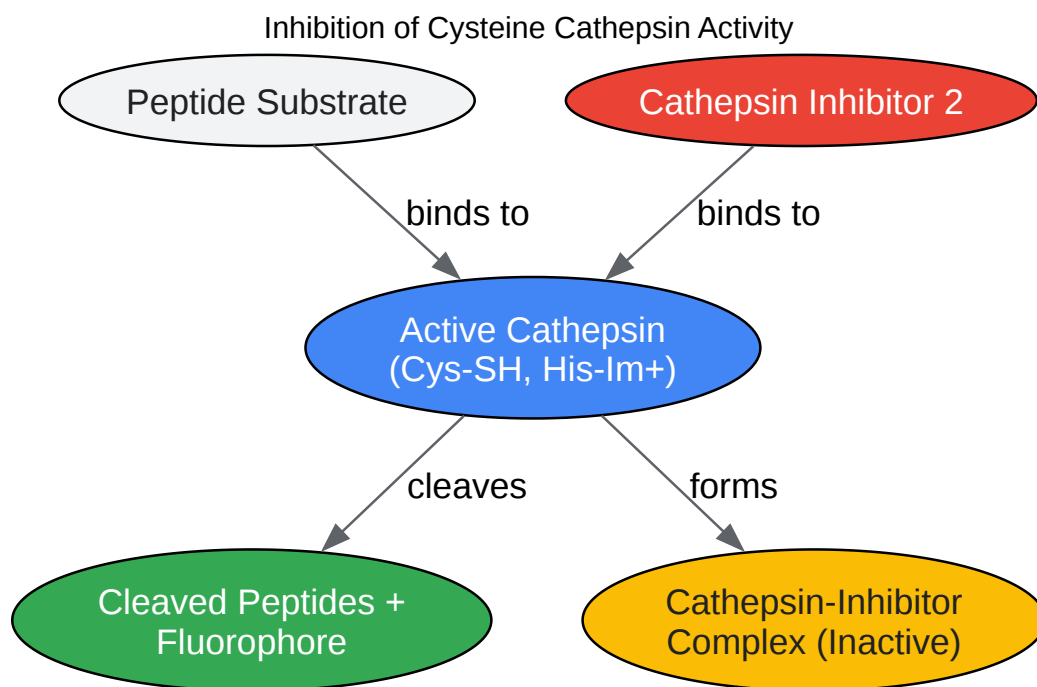 Inhibition of Cysteine Cathepsin Activity
Peptide Substrate
Cathepsin Inhibitor 2
binds to
binds to
Active Cathepsin
(Cys-SH, His-Im+)
cleaves
forms
Cleaved Peptides +
Fluorophore
Cathepsin-Inhibitor
Complex (Inactive)